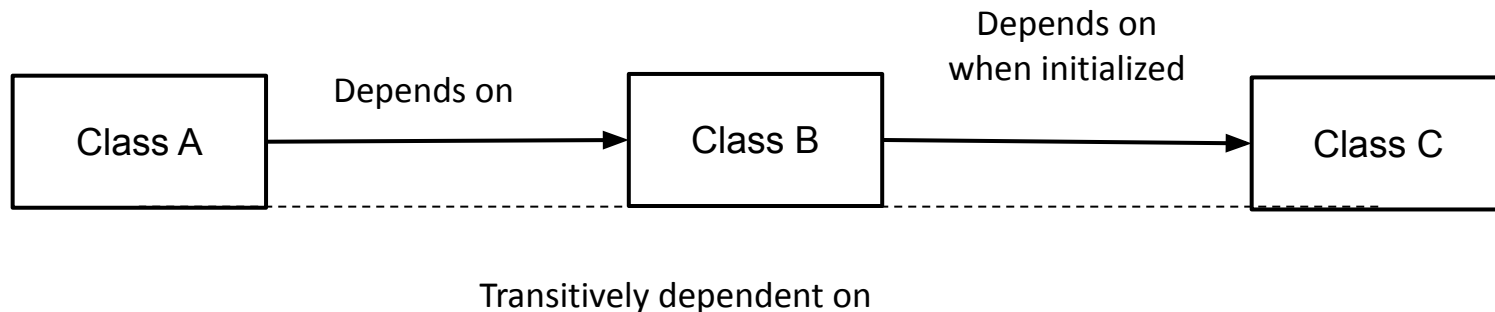 Depends on
when initialized
Depends on
Class A
Class B
Class C
Transitively dependent on